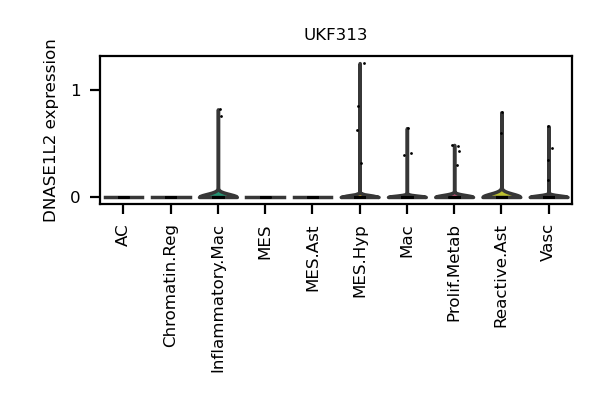 UKF313
DNASE1L2 expression
1
0
AC
Chromatin.Reg
Inflammatory.Mac
MES
MES.Ast
MES.Hyp
Mac
Prolif.Metab
Reactive.Ast
Vasc